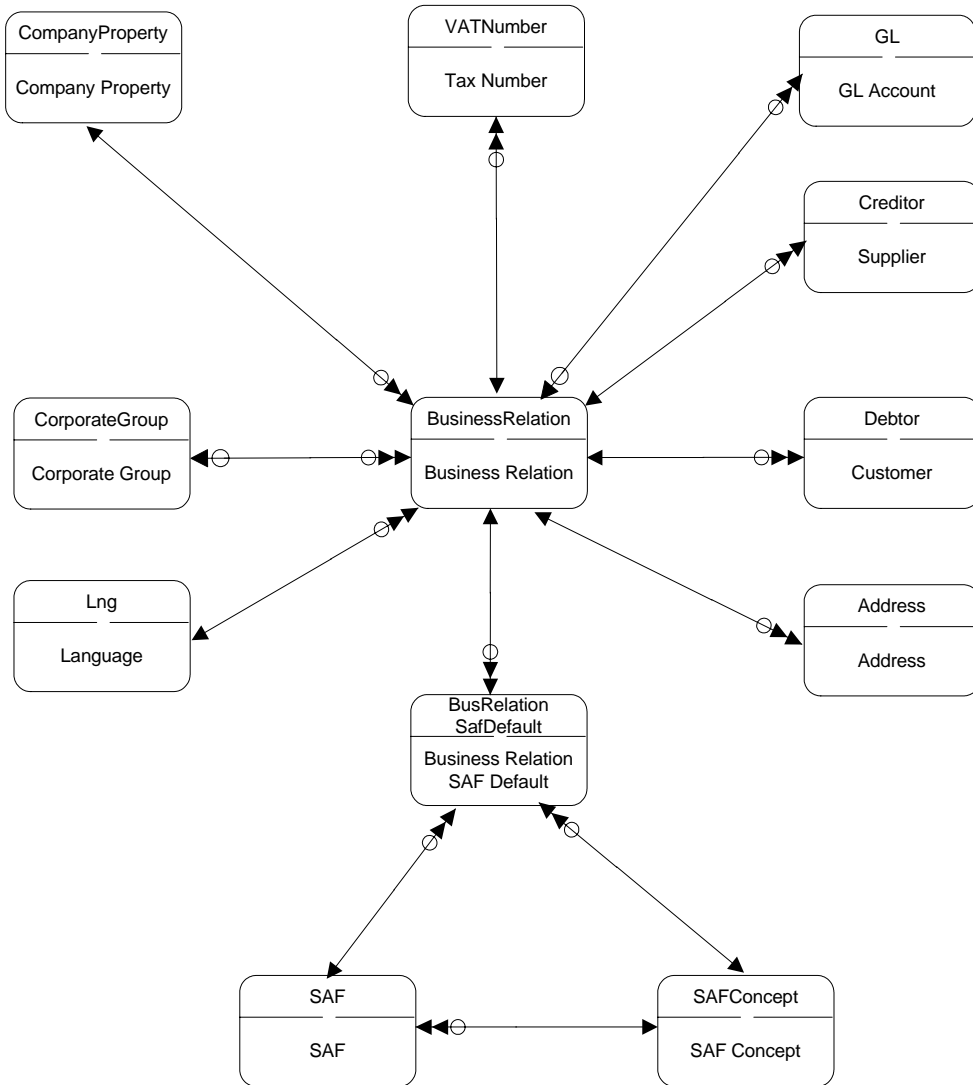 CompanyProperty
Company Property
VATNumber
Tax Number
GL
GL Account
Creditor
Supplier
CorporateGroup
Corporate Group
BusinessRelation
Business Relation
Debtor
Customer
Lng
Language
Address
Address
BusRelation
SafDefault
Business Relation
SAF Default
SAF
SAF
SAFConcept
SAF Concept